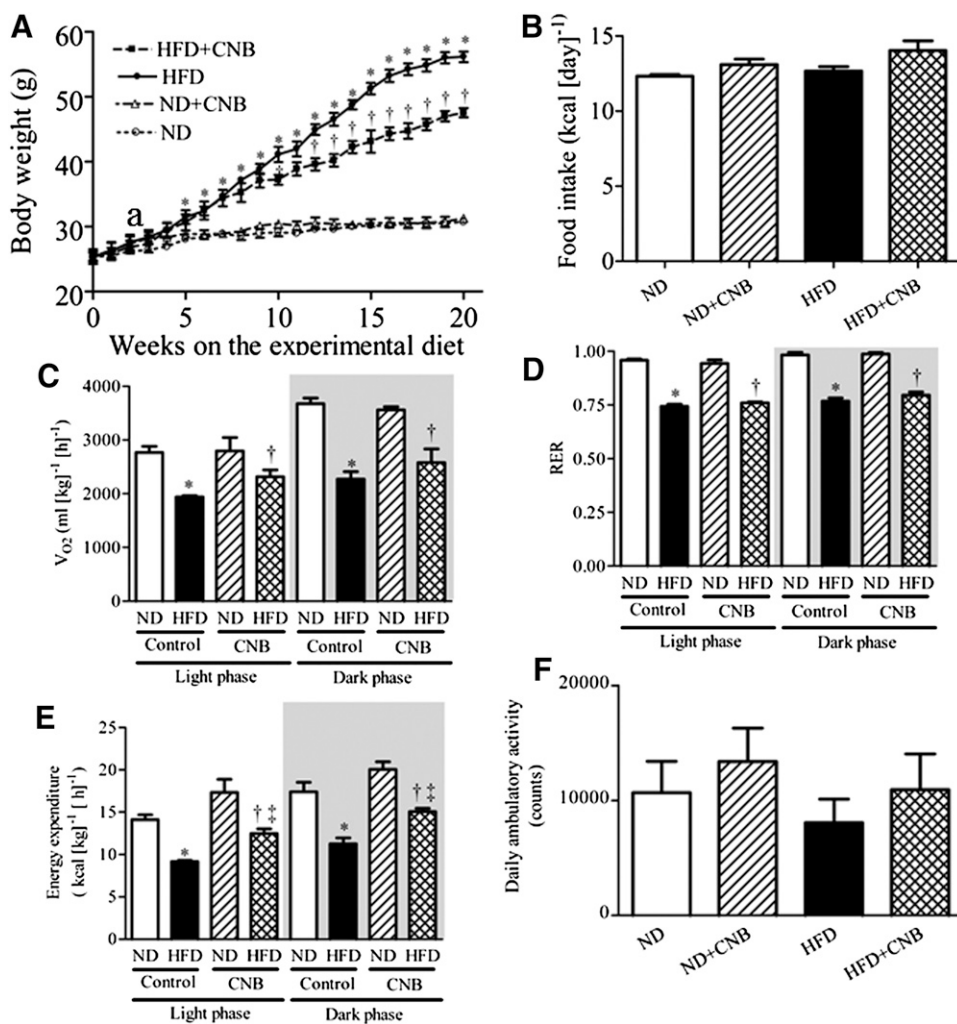 A
Body weight (g)
60
50
40
30
20
HFD+CNB
HFD
ND+CNB
ND
* * * * * * * * * * * * * * * *
† † † † † † † † † †
a
0 5 10 15 20
Weeks on the experimental diet
B
Food intake (kcal [day]-1)
15
10
5
0
ND ND+CNB HFD HFD+CNB
C
VO2 (ml [kg]-1 [h]-1)
4000
3000
2000
1000
0
* † * †
ND HFD ND HFD ND HFD ND HFD
Control CNB Control CNB
Light phase Dark phase
D
RER
1.00
0.75
0.50
0.25
0.00
* † * †
ND HFD ND HFD ND HFD ND HFD
Control CNB Control CNB
Light phase Dark phase
E
Energy expenditure
( kcal [kg]-1 [ h]-1)
25
20
15
10
5
0
* †‡ * †‡
ND HFD ND HFD ND HFD ND HFD
Control CNB Control CNB
Light phase Dark phase
F
Daily ambulatory activity
(counts)
20000
10000
0
ND ND+CNB HFD HFD+CNB